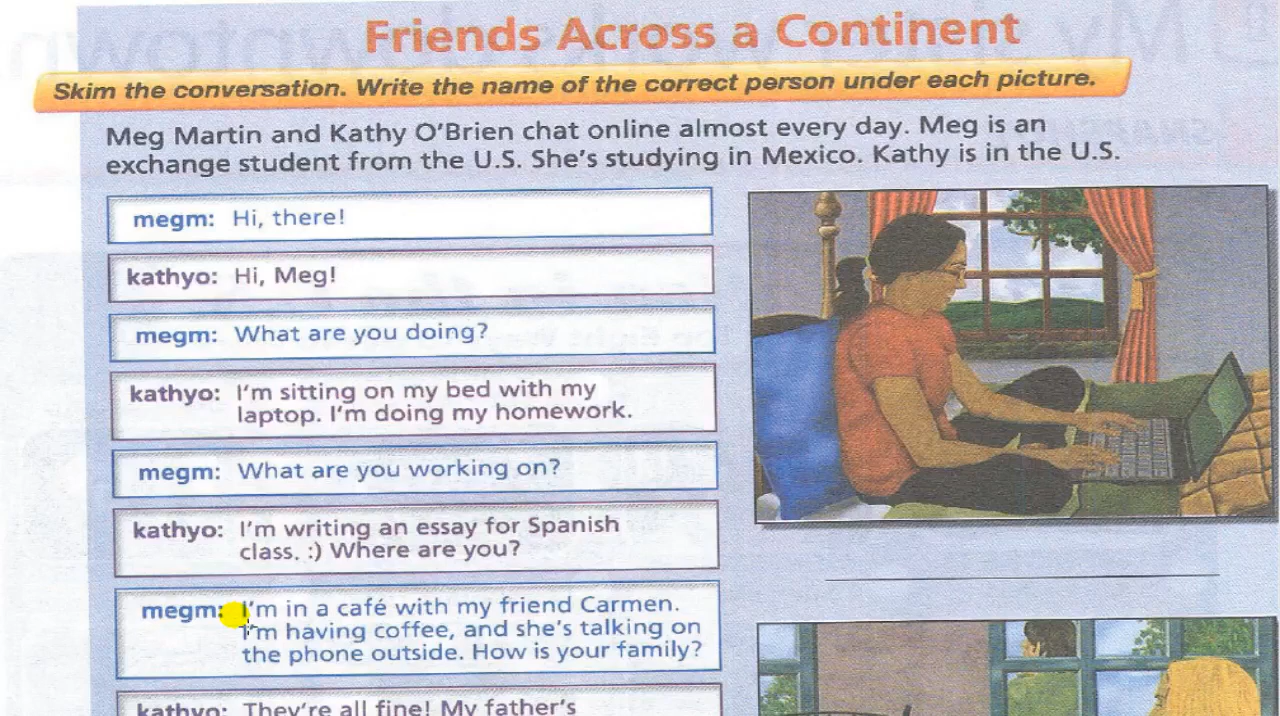 Friends Across a Continent
Skim the conversation. Write the name of the correct person under each picture.
Meg Martin and Kathy O'Brien chat online almost every day. Meg is an
exchange student from the U.S. She's studying in Mexico. Kathy is in the U.S.
megm: Hi, there!
kathyo: Hi, Meg!
megm: What are you doing?
kathyo: I'm sitting on my bed with my
laptop. I'm doing my homework.
megm: What are you working on?
kathyo: I'm writing an essay for Spanish
class. :) Where are you?
megm: I'm in a café with my friend Carmen.
I'm having coffee, and she's talking on
the phone outside. How is your family?
kathyo: They're all fine! My father's